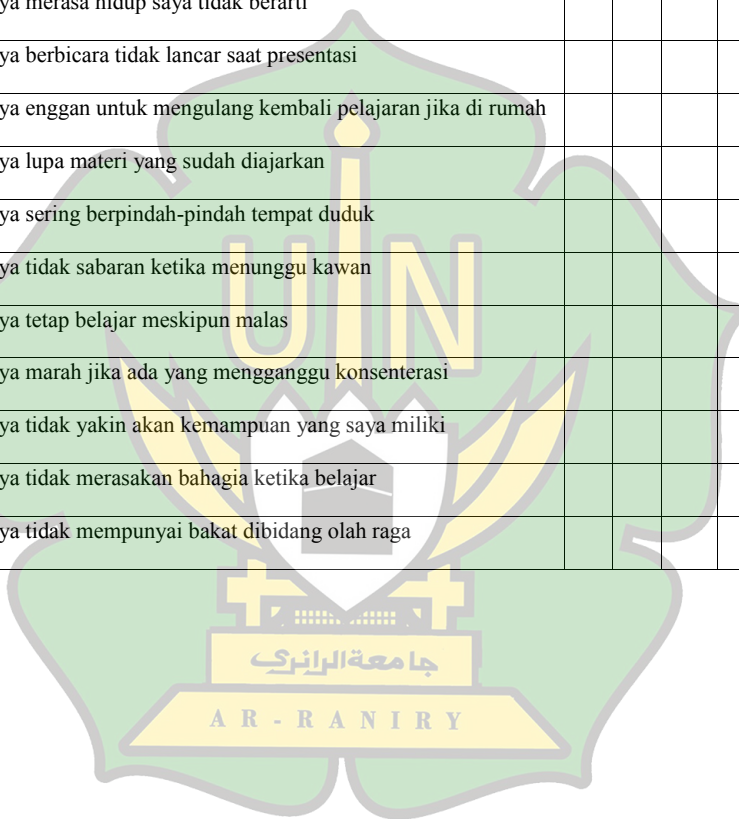 ya merasa hidup saya tidak berarti
ya berbicara tidak lancar saat presentasi
ya enggan untuk mengulang kembali pelajaran jika di rumah
ya lupa materi yang sudah diajarkan
ya sering berpindah-pindah tempat duduk
ya tidak sabaran ketika menunggu kawan
ya tetap belajar meskipun malas
ya marah jika ada yang mengganggu konsenterasi
ya tidak yakin akan kemampuan yang saya miliki
ya tidak merasakan bahagia ketika belajar
ya tidak mempunyai bakat dibidang olah raga
UIN
جامعة الرانري
AR-RANIRY